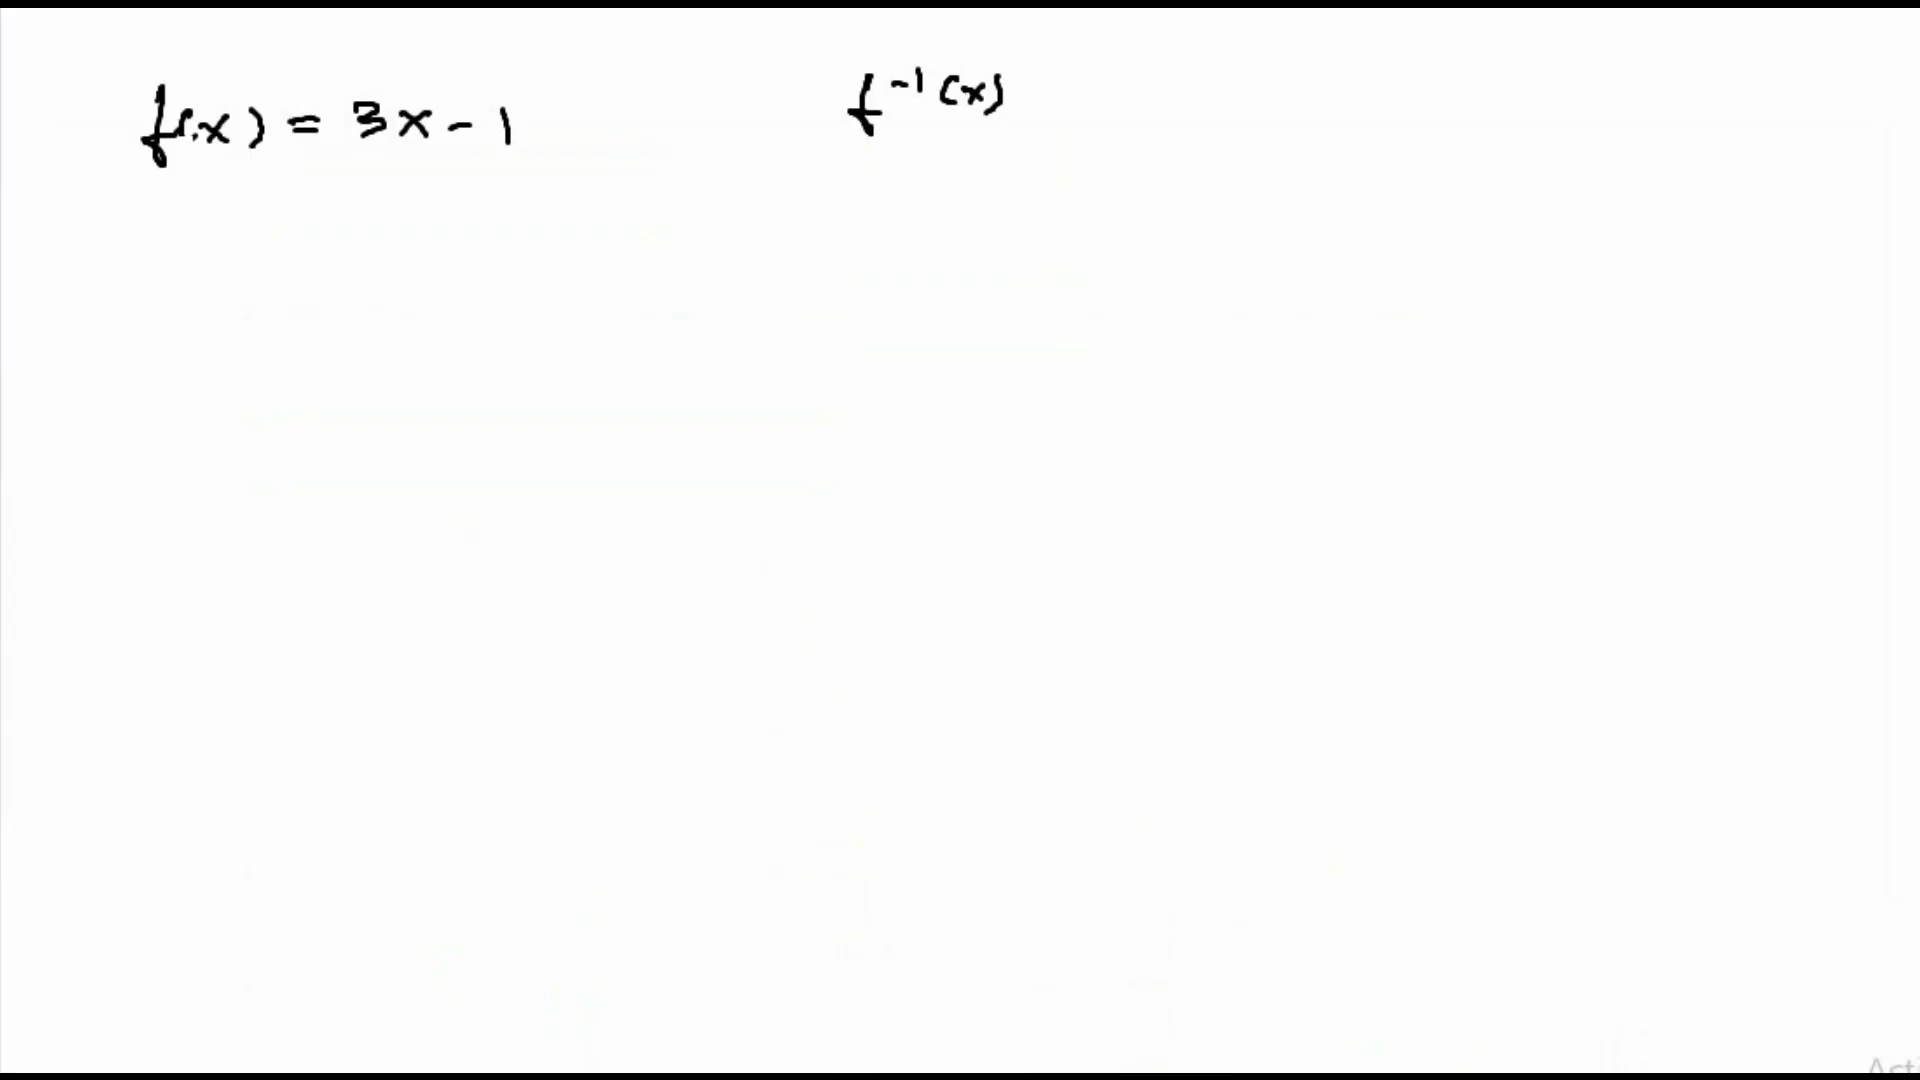 f(x) = 3x - 1
f⁻¹(x)